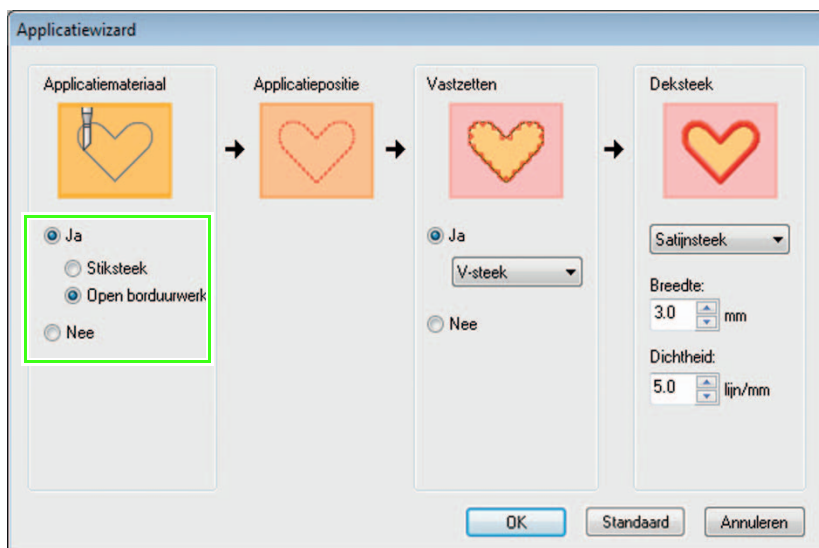 Applicatiewizard
Applicatiemateriaal
Ja
Stiksteek
Open borduurwerk
Nee
Applicatiepositie
Vastzetten
Ja
V-steek
Nee
Deksteek
Satijnsteek
Breedte:
3.0 mm
Dichtheid:
5.0 lijn/mm
OK Standaard Annuleren